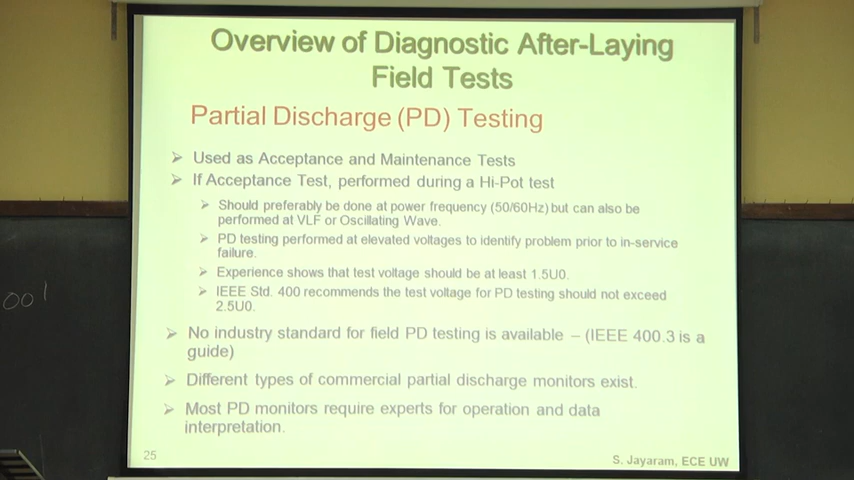 Overview of Diagnostic After-Laying
Field Tests
Partial Discharge (PD) Testing
➢ Used as Acceptance and Maintenance Tests
➢ If Acceptance Test, performed during a Hi-Pot test
➢ Should preferably be done at power frequency (50/60Hz) but can also be
performed at VLF or Oscillating Wave.
➢ PD testing performed at elevated voltages to identify problem prior to in-service
failure.
➢ Experience shows that test voltage should be at least 1.5U0.
➢ IEEE Std. 400 recommends the test voltage for PD testing should not exceed
2.5U0.
➢ No industry standard for field PD testing is available – (IEEE 400.3 is a
guide)
➢ Different types of commercial partial discharge monitors exist.
➢ Most PD monitors require experts for operation and data
interpretation.
25
S. Jayaram, ECE UW
001